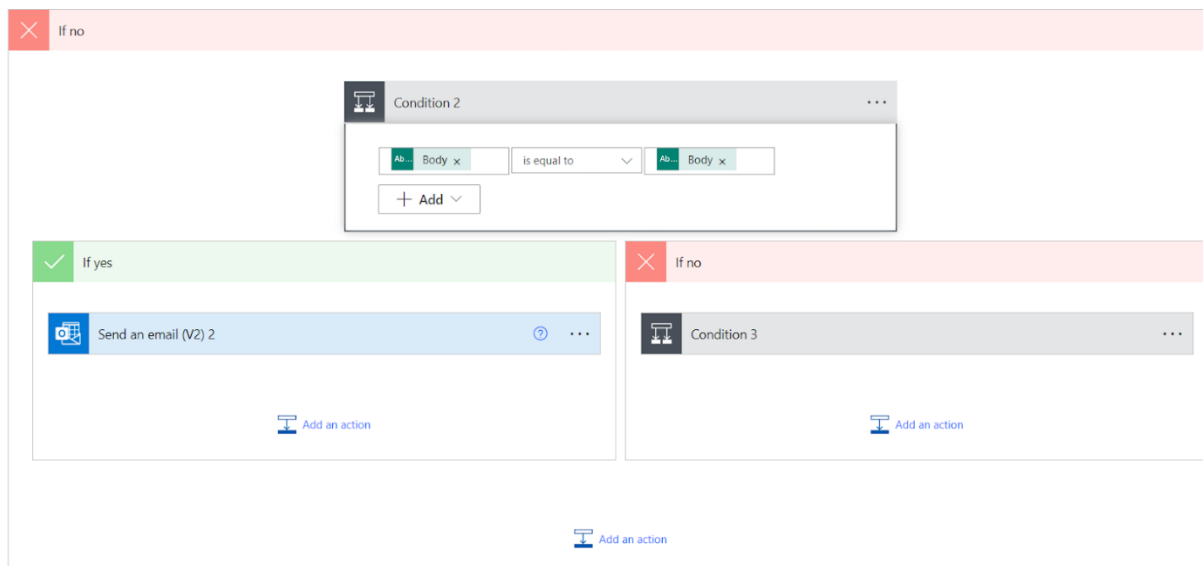 If no
Condition 2
Ab... Body x is equal to Ab... Body x
+ Add
If yes
If no
Send an email (V2) 2
Condition 3
Add an action
Add an action
Add an action